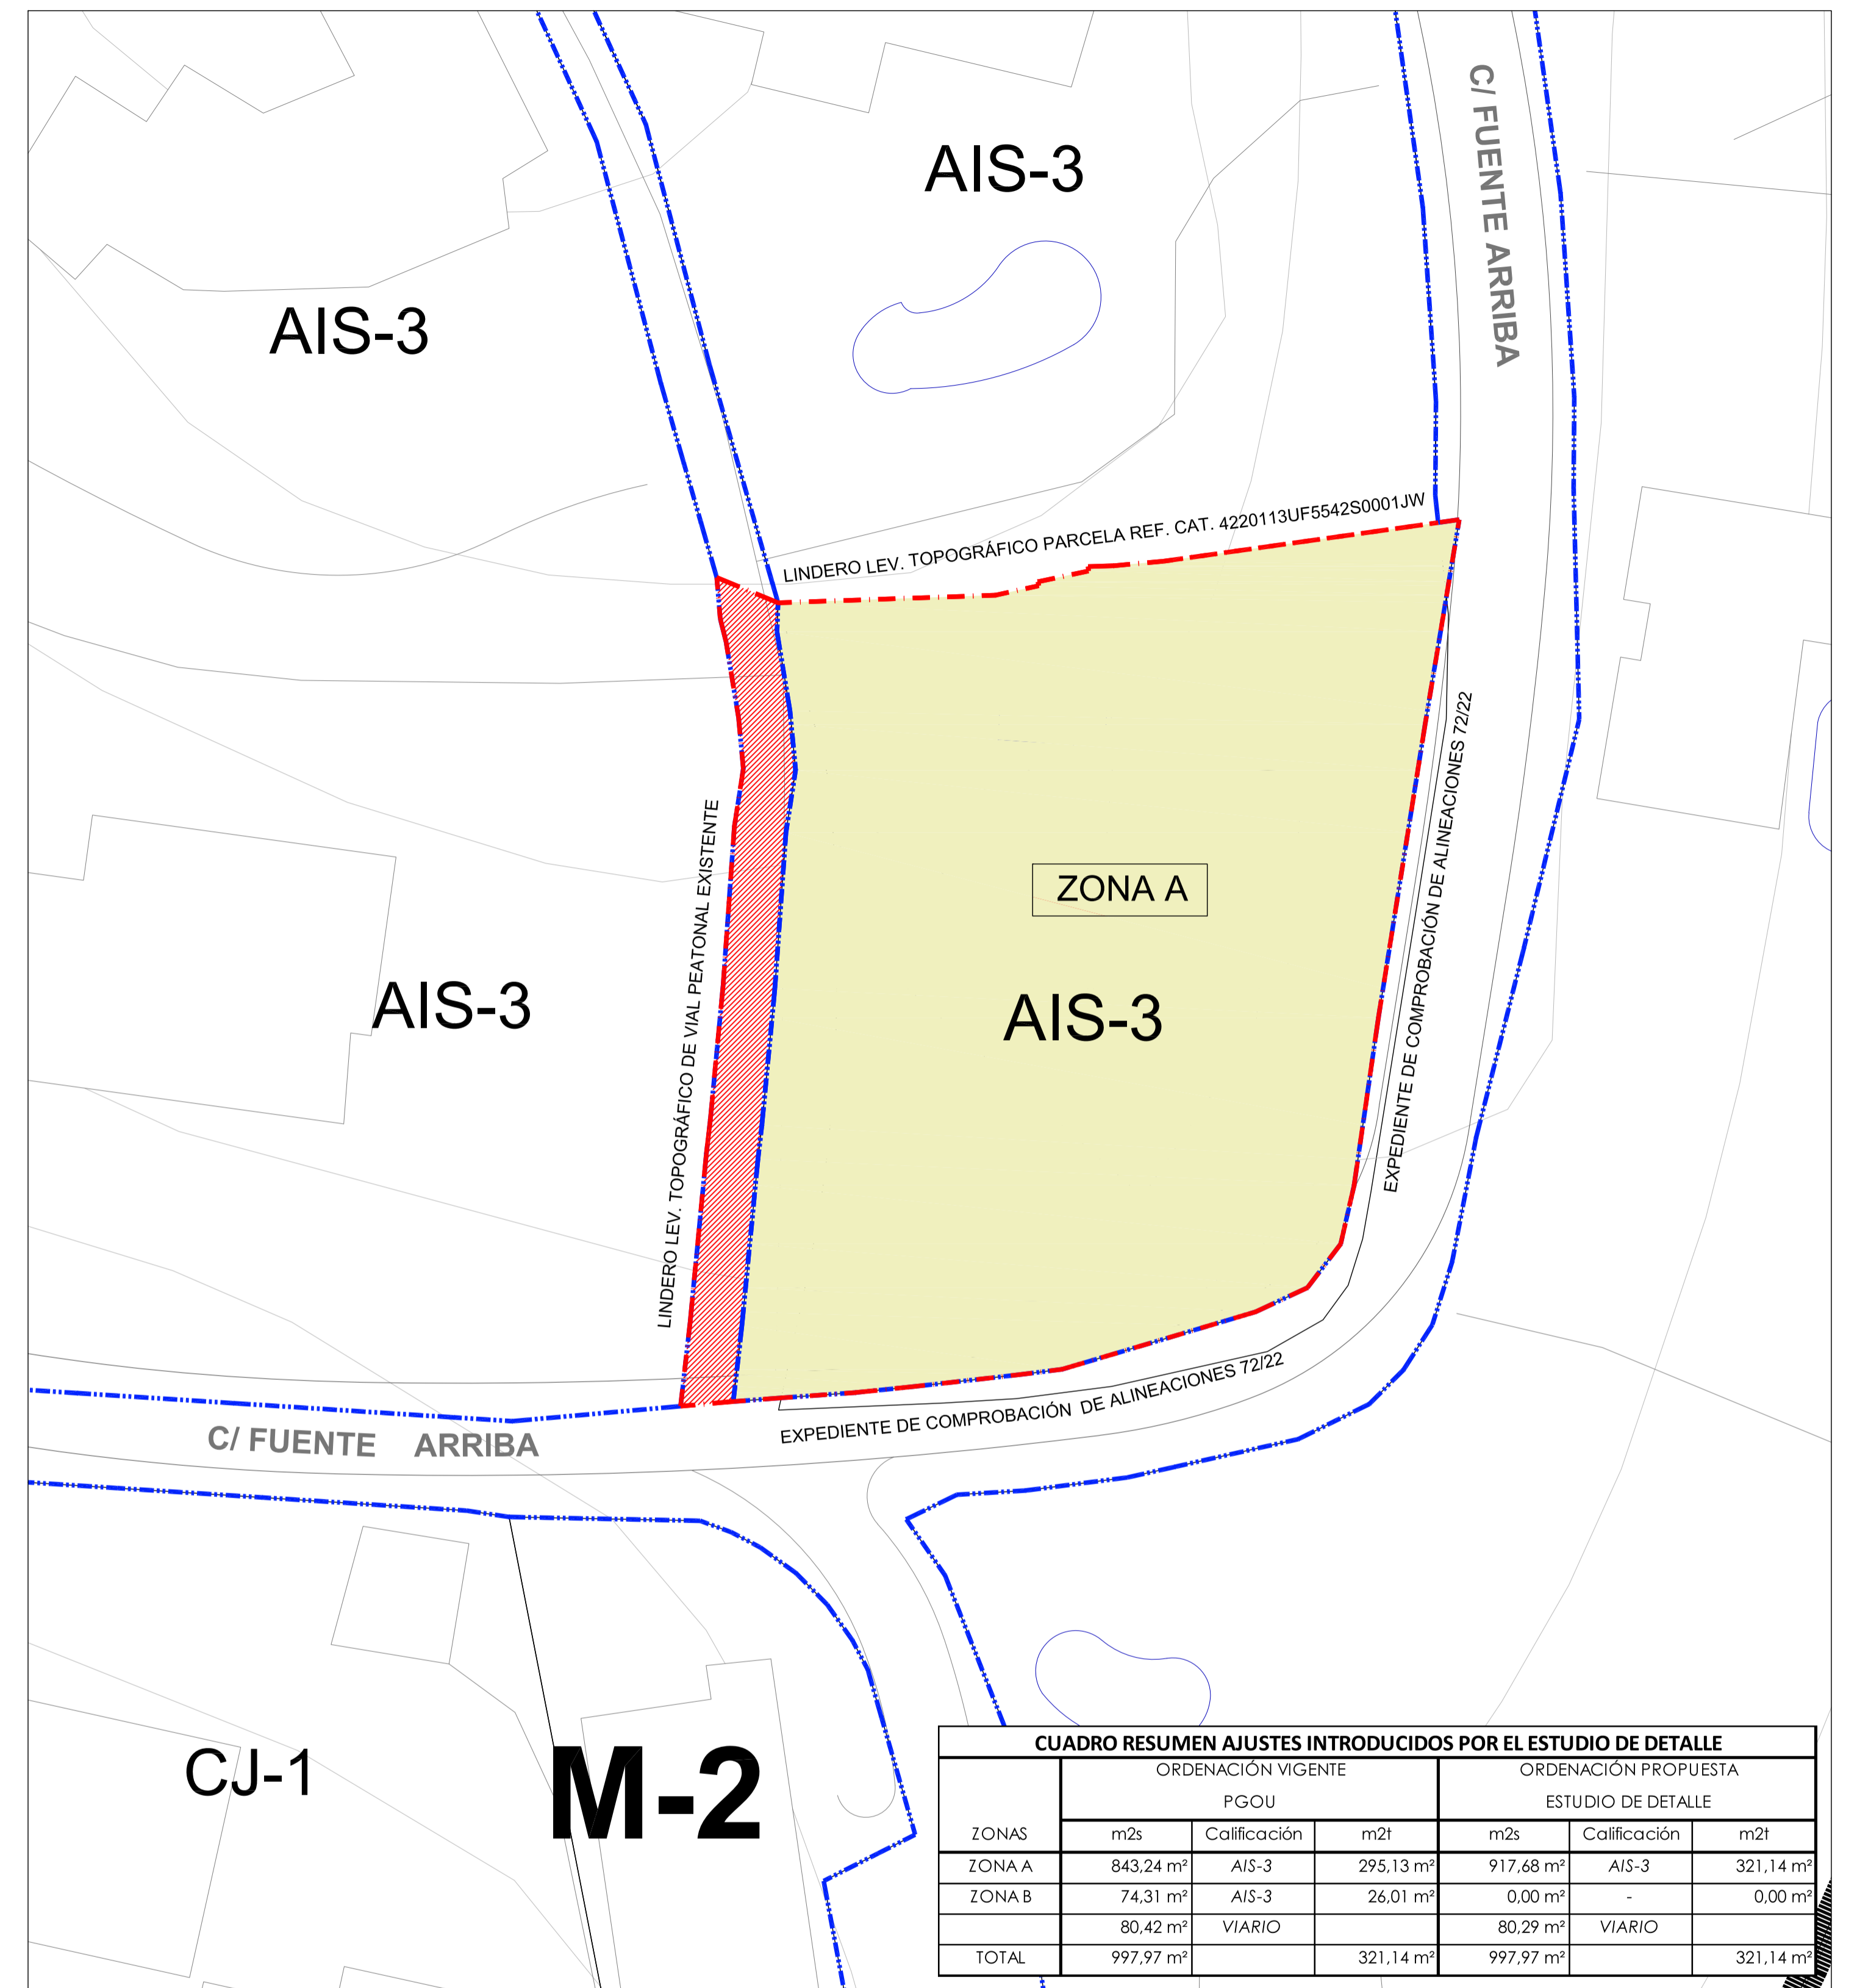 AIS-3
C/ FUENTE ARRIBA
AIS-3
LINDERO LEV. TOPOGRÁFICO PARCELA REF. CAT. 4220113UF5542S0001JW
EXPEDIENTE DE COMPROBACIÓN DE ALINEACIONES 72/22
LINDERO LEV. TOPOGRÁFICO DE VIAL PEATONAL EXISTENTE
ZONA A
AIS-3
AIS-3
EXPEDIENTE DE COMPROBACIÓN DE ALINEACIONES 72/22
C/ FUENTE ARRIBA
CJ-1
M-2
CUADRO RESUMEN AJUSTES INTRODUCIDOS POR EL ESTUDIO DE DETALLE
ORDENACIÓN VIGENTE ORDENACIÓN PROPUESTA
PGOU ESTUDIO DE DETALLE
ZONAS m2s Calificación m2t m2s Calificación m2t
ZONA A 843,24 m² AIS-3 295,13 m² 917,68 m² AIS-3 321,14 m²
ZONA B 74,31 m² AIS-3 26,01 m² 0,00 m² - 0,00 m²
80,42 m² VIARIO 80,29 m² VIARIO
TOTAL 997,97 m² 321,14 m² 997,97 m² 321,14 m²